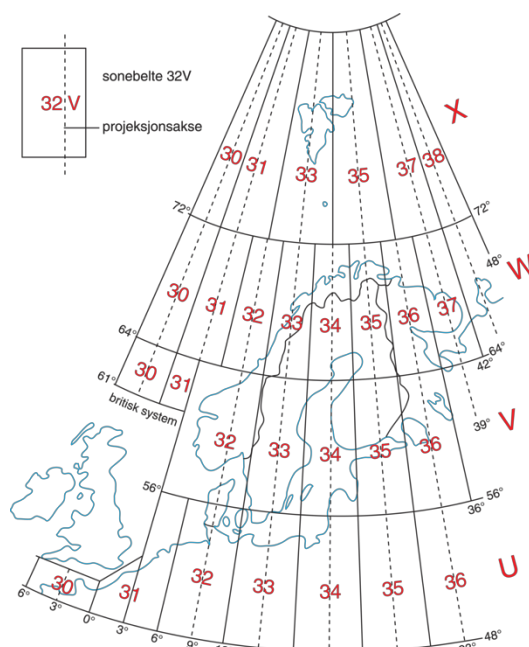 32 V
sonebelte 32V
projeksjonsakse
X
30 31 33 35 37 38
72° 72°
48°
W
30 31 32 33 34 35 36 37
64° 64°
42°
61°
30 31
britisk system
39°
V
32 33 34 35 36
56° 56°
36°
U
30 31 32 33 34 35 36
6° 3° 0° 3° 6° 9°
48°